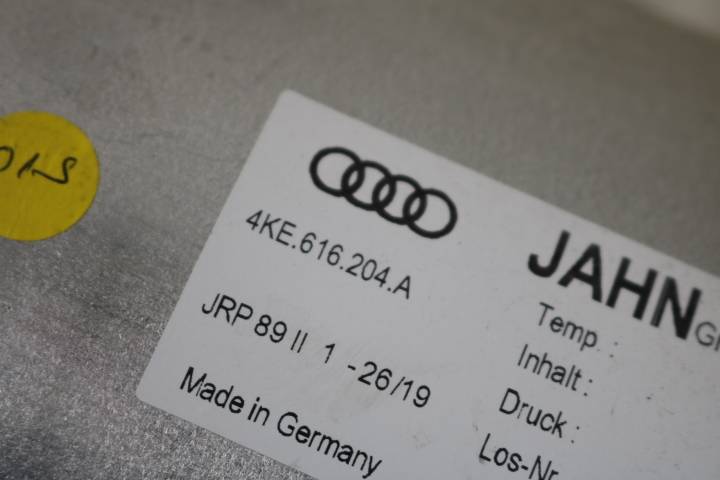 4KE.616.204.A
JRP 89 II 1 - 26/19
Made in Germany
JAHN
Temp. :
Inhalt :
Druck :
Los-Nr